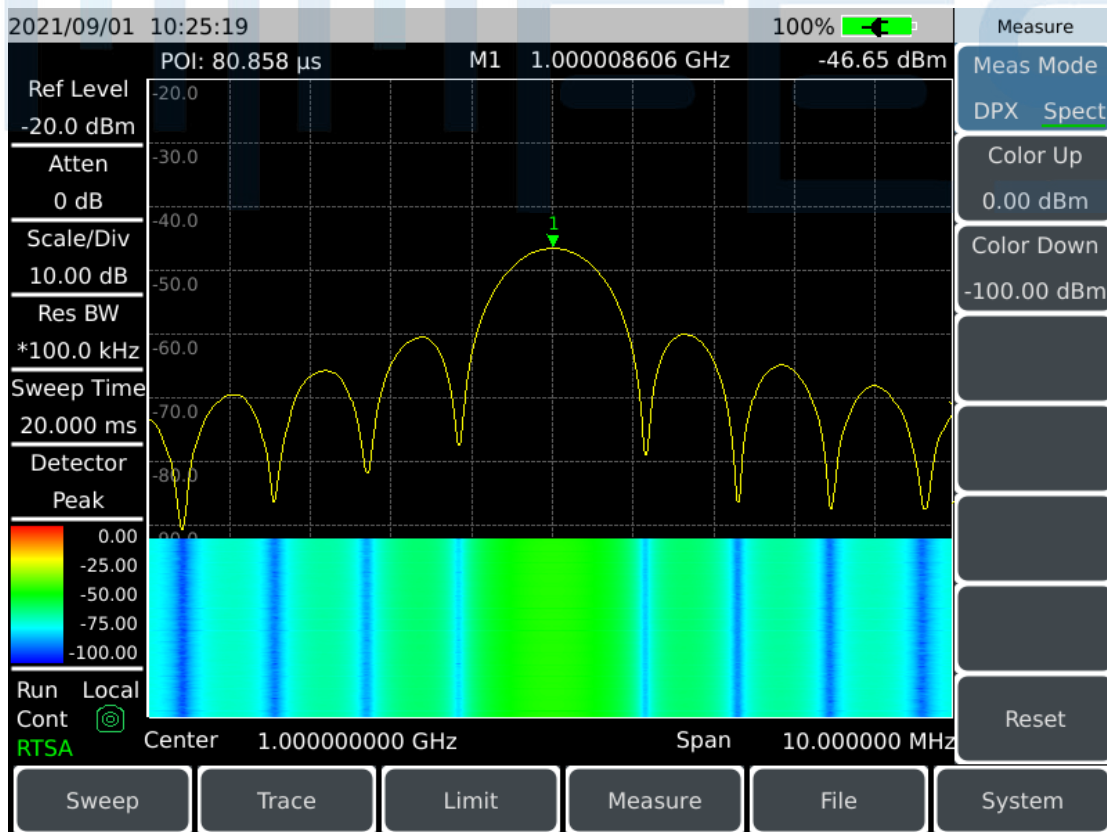 2021/09/01 10:25:19 100% Measure
POI: 80.858 µs M1 1.000008606 GHz -46.65 dBm
Ref Level
-20.0 dBm
Atten
0 dB
Scale/Div
10.00 dB
Res BW
*100.0 kHz
Sweep Time
20.000 ms
Detector
Peak
0.00
-25.00
-50.00
-75.00
-100.00
Run Local
Cont
RTSA
-20.0
-30.0
-40.0
1
-50.0
-60.0
-70.0
-80.0
-90.0
Center 1.000000000 GHz Span 10.000000 MHz
Meas Mode
DPX Spect
Color Up
0.00 dBm
Color Down
-100.00 dBm
Reset
Sweep Trace Limit Measure File System